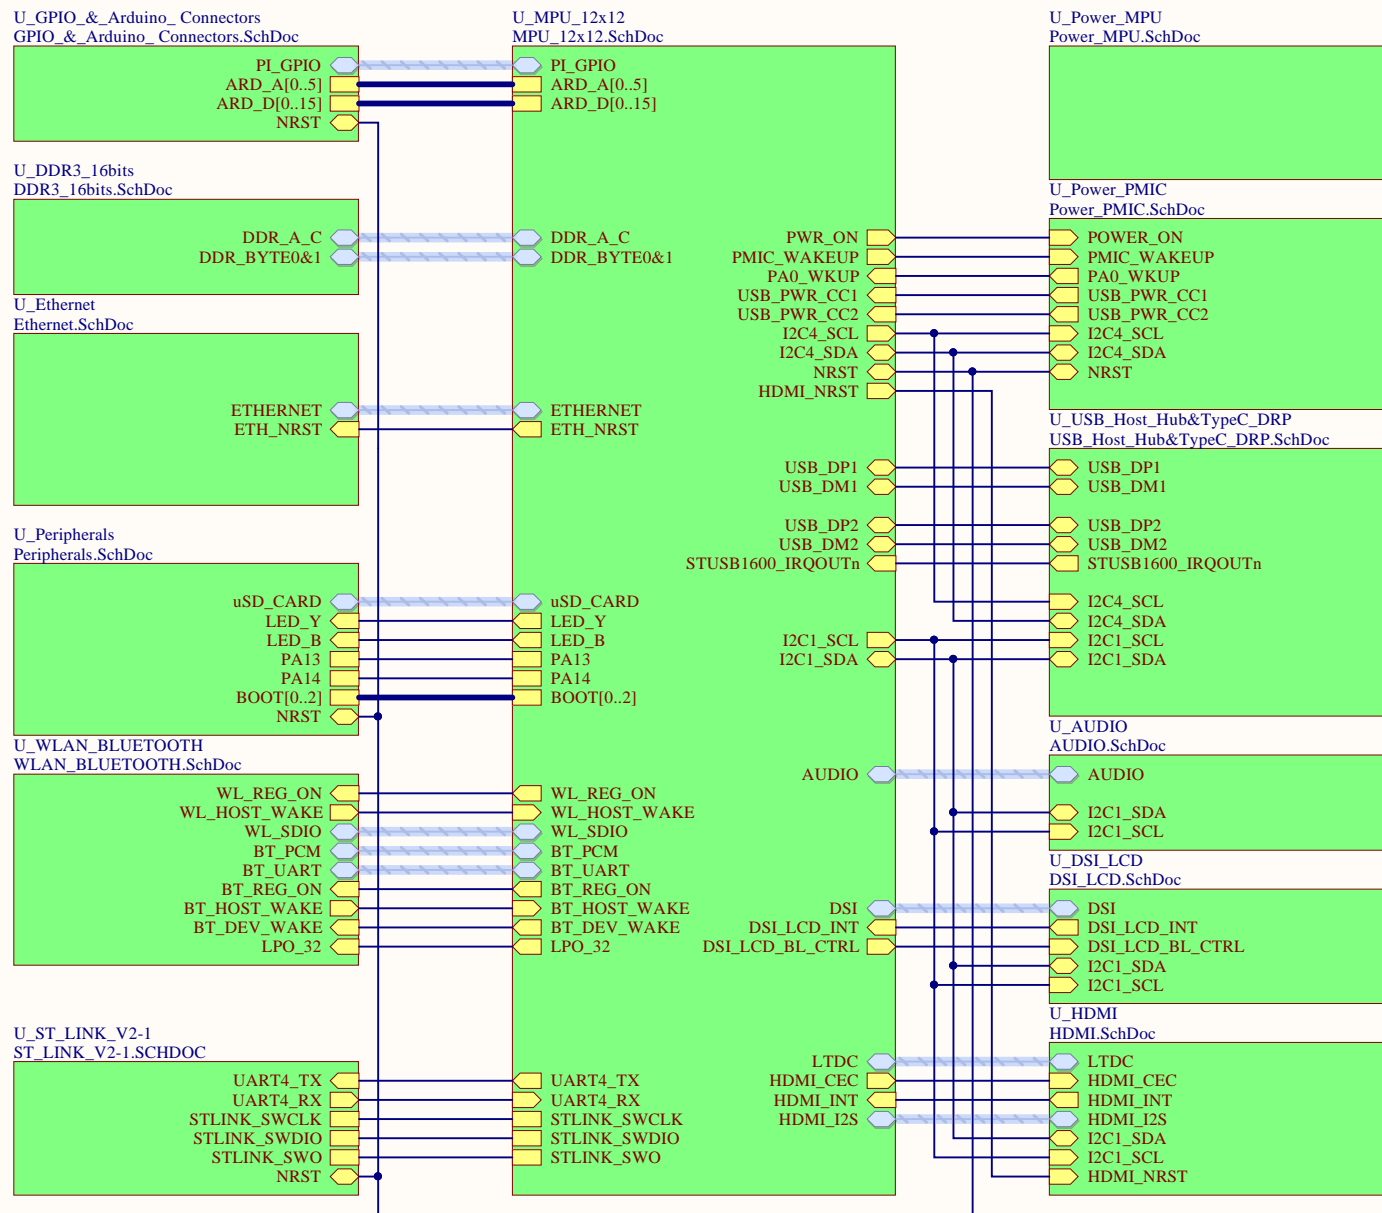 U_GPIO_&_Arduino_ Connectors
GPIO_&_Arduino_ Connectors.SchDoc
PI_GPIO
ARD_A[0..5]
ARD_D[0..15]
NRST
U_DDR3_16bits
DDR3_16bits.SchDoc
DDR_A_C
DDR_BYTE0&1
U_Ethernet
Ethernet.SchDoc
ETHERNET
ETH_NRST
U_Peripherals
Peripherals.SchDoc
uSD_CARD
LED_Y
LED_B
PA13
PA14
BOOT[0..2]
NRST
U_WLAN_BLUETOOTH
WLAN_BLUETOOTH.SchDoc
WL_REG_ON
WL_HOST_WAKE
WL_SDIO
BT_PCM
BT_UART
BT_REG_ON
BT_HOST_WAKE
BT_DEV_WAKE
LPO_32
U_ST_LINK_V2-1
ST_LINK_V2-1.SCHDOC
UART4_TX
UART4_RX
STLINK_SWCLK
STLINK_SWDIO
STLINK_SWO
NRST
U_MPU_12x12
MPU_12x12.SchDoc
PI_GPIO
ARD_A[0..5]
ARD_D[0..15]
DDR_A_C
DDR_BYTE0&1
ETHERNET
ETH_NRST
uSD_CARD
LED_Y
LED_B
PA13
PA14
BOOT[0..2]
WL_REG_ON
WL_HOST_WAKE
WL_SDIO
BT_PCM
BT_UART
BT_REG_ON
BT_HOST_WAKE
BT_DEV_WAKE
LPO_32
UART4_TX
UART4_RX
STLINK_SWCLK
STLINK_SWDIO
STLINK_SWO
PWR_ON
PMIC_WAKEUP
PA0_WKUP
USB_PWR_CC1
USB_PWR_CC2
I2C4_SCL
I2C4_SDA
NRST
HDMI_NRST
USB_DP1
USB_DM1
USB_DP2
USB_DM2
STUSB1600_IRQOUTn
I2C1_SCL
I2C1_SDA
AUDIO
DSI
DSI_LCD_INT
DSI_LCD_BL_CTRL
LTDC
HDMI_CEC
HDMI_INT
HDMI_I2S
U_Power_MPU
Power_MPU.SchDoc
U_Power_PMIC
Power_PMIC.SchDoc
POWER_ON
PMIC_WAKEUP
PA0_WKUP
USB_PWR_CC1
USB_PWR_CC2
I2C4_SCL
I2C4_SDA
NRST
U_USB_Host_Hub&TypeC_DRP
USB_Host_Hub&TypeC_DRP.SchDoc
USB_DP1
USB_DM1
USB_DP2
USB_DM2
STUSB1600_IRQOUTn
I2C4_SCL
I2C4_SDA
I2C1_SCL
I2C1_SDA
U_AUDIO
AUDIO.SchDoc
AUDIO
I2C1_SDA
I2C1_SCL
U_DSI_LCD
DSI_LCD.SchDoc
DSI
DSI_LCD_INT
DSI_LCD_BL_CTRL
I2C1_SDA
I2C1_SCL
U_HDMI
HDMI.SchDoc
LTDC
HDMI_CEC
HDMI_INT
HDMI_I2S
I2C1_SDA
I2C1_SCL
HDMI_NRST